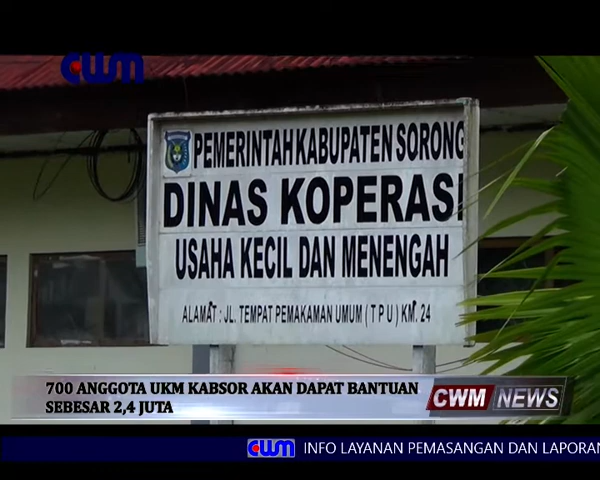 CWM
PEMERINTAH KABUPATEN SORONG
DINAS KOPERASI
USAHA KECIL DAN MENENGAH
ALAMAT : JL. TEMPAT PEMAKAMAN UMUM ( T P U ) KM. 24
700 ANGGOTA UKM KABSOR AKAN DAPAT BANTUAN
SEBESAR 2,4 JUTA
CWM NEWS
CWM INFO LAYANAN PEMASANGAN DAN LAPORAN